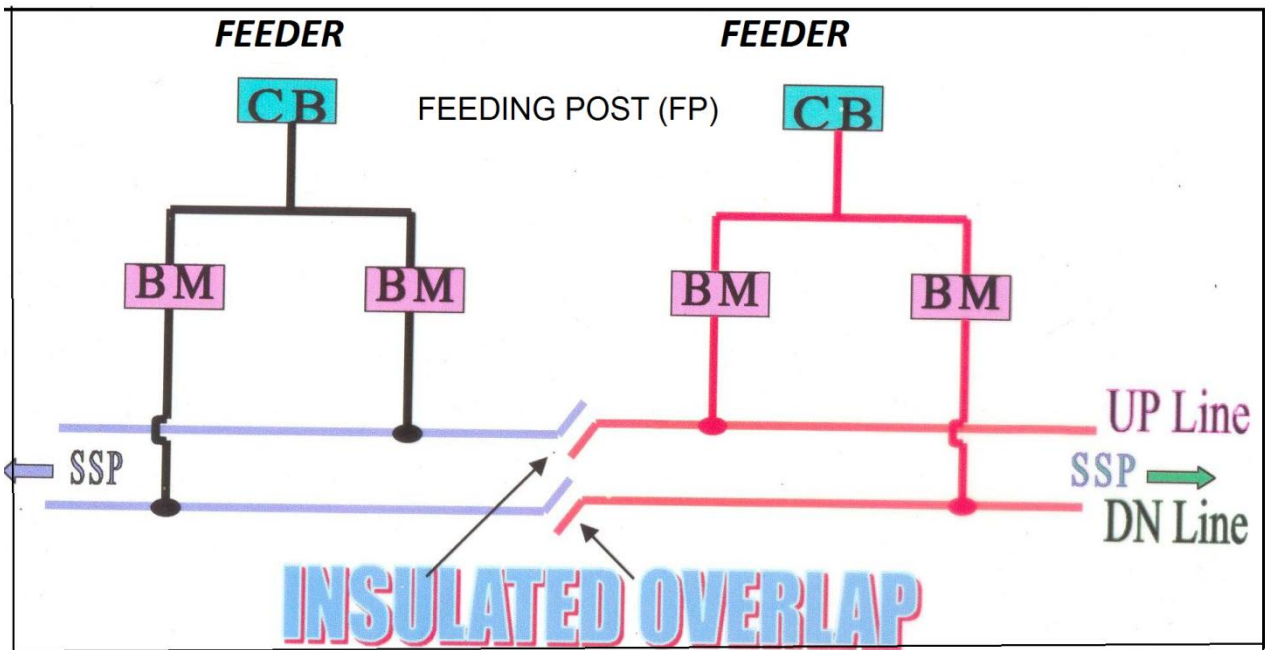 FEEDER
FEEDER
CB
FEEDING POST (FP)
CB
BM
BM
BM
BM
UP Line
SSP
SSP
DN Line
INSULATED OVERLAP